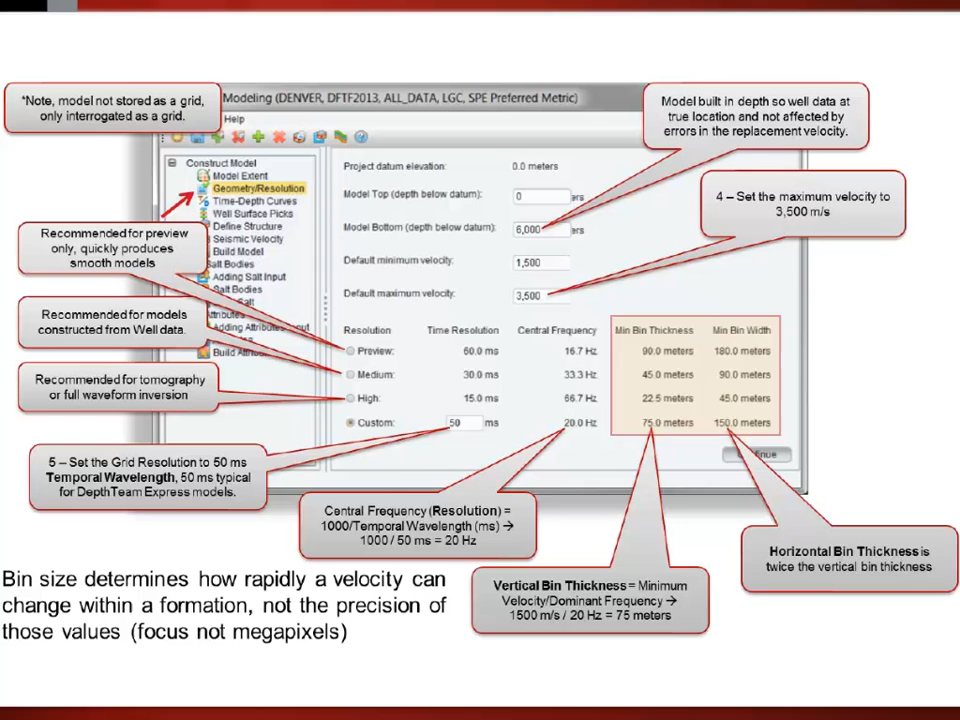 *Note, model not stored as a grid,
only interrogated as a grid.
Modeling (DENVER, DFTF2013, ALL_DATA, LGC, SPE Preferred Metric)
Help
Model built in depth so well data at
true location and not affected by
errors in the replacement velocity.
4 – Set the maximum velocity to
3,500 m/s
Construct Model
Model Extent
Geometry/Resolution
Time-Depth Curves
Well Surface Picks
Define Structure
Seismic Velocity
Build Model
Salt Bodies
Adding Salt Input
Salt Bodies
Salt
Attributes
Adding Attributes Input
Build Attrib
Project datum elevation: 0.0 meters
Model Top (depth below datum): 0 ers
Model Bottom (depth below datum): 6,000 ers
Default minimum velocity: 1,500
Default maximum velocity: 3,500
Resolution Time Resolution Central Frequency Min Bin Thickness Min Bin Width
Preview: 60.0 ms 16.7 Hz 90.0 meters 180.0 meters
Medium: 30.0 ms 33.3 Hz 45.0 meters 90.0 meters
High: 15.0 ms 66.7 Hz 22.5 meters 45.0 meters
Custom: 50 ms 20.0 Hz 75.0 meters 150.0 meters
Recommended for preview
only, quickly produces
smooth models
Recommended for models
constructed from Well data.
Recommended for tomography
or full waveform inversion
5 – Set the Grid Resolution to 50 ms
Temporal Wavelength, 50 ms typical
for DepthTeam Express models.
Central Frequency (Resolution) =
1000/Temporal Wavelength (ms) →
1000 / 50 ms = 20 Hz
Vertical Bin Thickness = Minimum
Velocity/Dominant Frequency →
1500 m/s / 20 Hz = 75 meters
Horizontal Bin Thickness is
twice the vertical bin thickness
Bin size determines how rapidly a velocity can
change within a formation, not the precision of
those values (focus not megapixels)